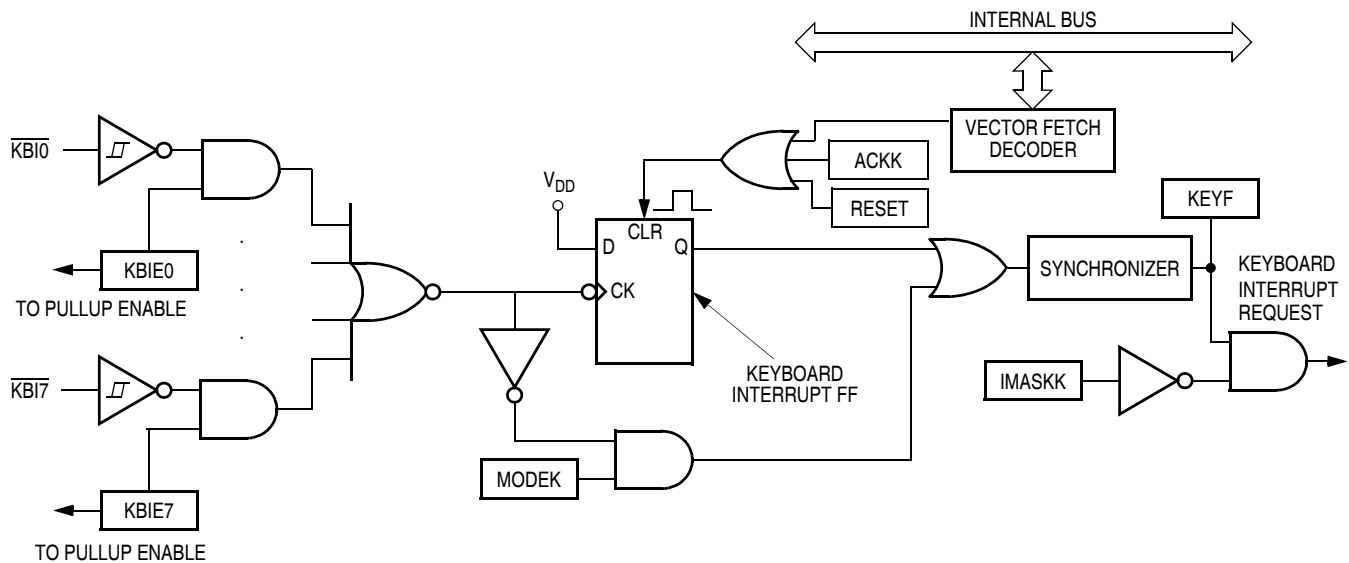 INTERNAL BUS
KBI0
VECTOR FETCH
DECODER
ACKK
VDD
KEYF
RESET
CLR
D
Q
KBIE0
SYNCHRONIZER
KEYBOARD
INTERRUPT
REQUEST
CK
TO PULLUP ENABLE
KBI7
KEYBOARD
INTERRUPT FF
IMASKK
MODEK
KBIE7
TO PULLUP ENABLE